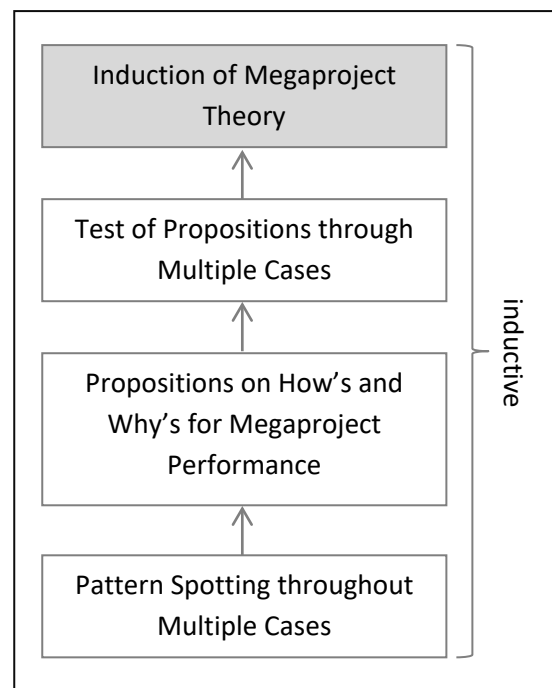 Induction of Megaproject
Theory
Test of Propositions through
Multiple Cases
Propositions on How’s and
Why’s for Megaproject
Performance
Pattern Spotting throughout
Multiple Cases
inductive